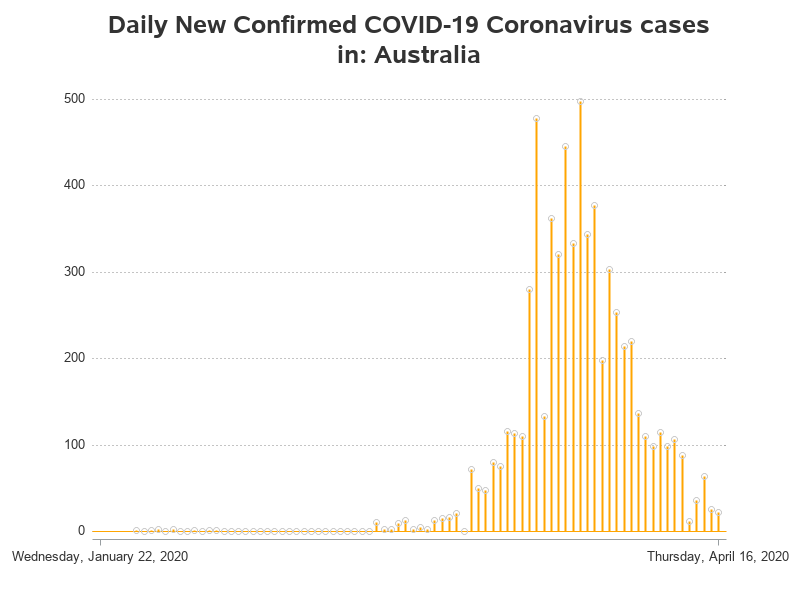 Daily New Confirmed COVID-19 Coronavirus cases
in: Australia
500
400
300
200
100
0
Wednesday, January 22, 2020
Thursday, April 16, 2020